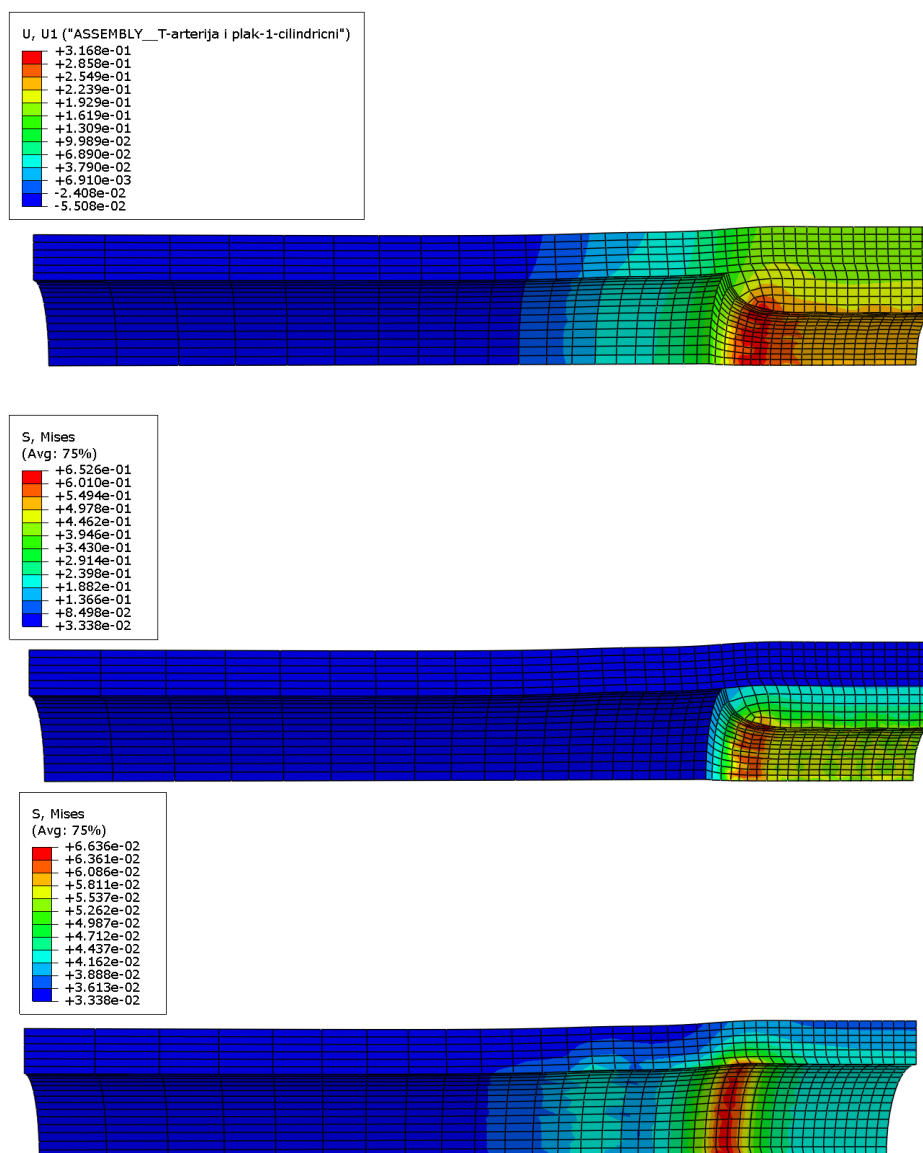 U, U1 ("ASSEMBLY__T-arterija i plak-1-cilindricni")
+3.168e-01
+2.858e-01
+2.549e-01
+2.239e-01
+1.929e-01
+1.619e-01
+1.309e-01
+9.989e-02
+6.890e-02
+3.790e-02
+6.910e-03
-2.408e-02
-5.508e-02
S, Mises
(Avg: 75%)
+6.526e-01
+6.010e-01
+5.494e-01
+4.978e-01
+4.462e-01
+3.946e-01
+3.430e-01
+2.914e-01
+2.398e-01
+1.882e-01
+1.366e-01
+8.498e-02
+3.338e-02
S, Mises
(Avg: 75%)
+6.636e-02
+6.361e-02
+6.086e-02
+5.811e-02
+5.537e-02
+5.262e-02
+4.987e-02
+4.712e-02
+4.437e-02
+4.162e-02
+3.888e-02
+3.613e-02
+3.338e-02